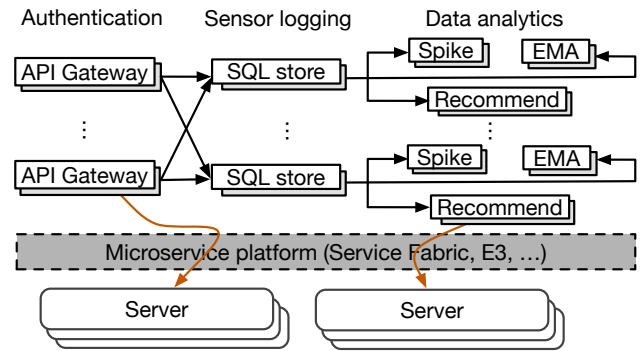 Authentication Sensor logging Data analytics
Spike EMA
API Gateway SQL store
Recommend
⋮ ⋮ ⋮
Spike EMA
API Gateway SQL store
Recommend
Microservice platform (Service Fabric, E3, ...)
Server Server